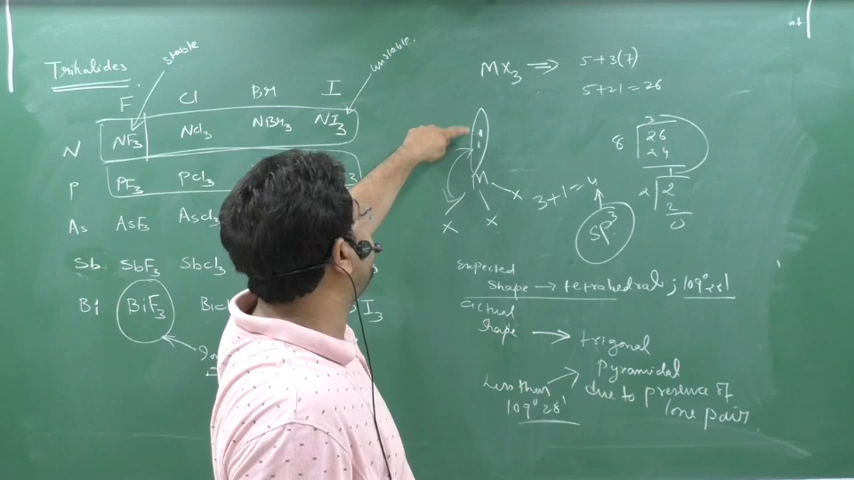 Trihalides
stable
unstable.
F Cl Br I
N NF3 NCl3 NBr3 NI3
P PF3 PCl3
As AsF3 AsCl3
Sb SbF3 SbCl3
Bi BiF3 I3
MX3 ⇒ 5+3(7)
5+21=26
3
8 26
24
2 2
2
0
M
X X X
3+1=4
SP3
Expected
Shape → tetrahedral; 109°28'
Actual
Shape → trigonal
Pyramidal
due to presence of
lone pair.
Less than
109°28'